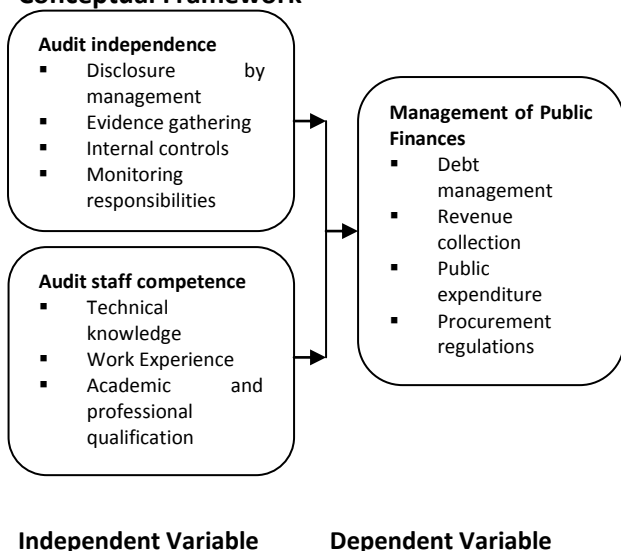 Conceptual Framework
Audit independence
▪ Disclosure by
management
▪ Evidence gathering
▪ Internal controls
▪ Monitoring
responsibilities
Audit staff competence
▪ Technical
knowledge
▪ Work Experience
▪ Academic and
professional
qualification
Management of Public
Finances
▪ Debt
management
▪ Revenue
collection
▪ Public
expenditure
▪ Procurement
regulations
Independent Variable
Dependent Variable